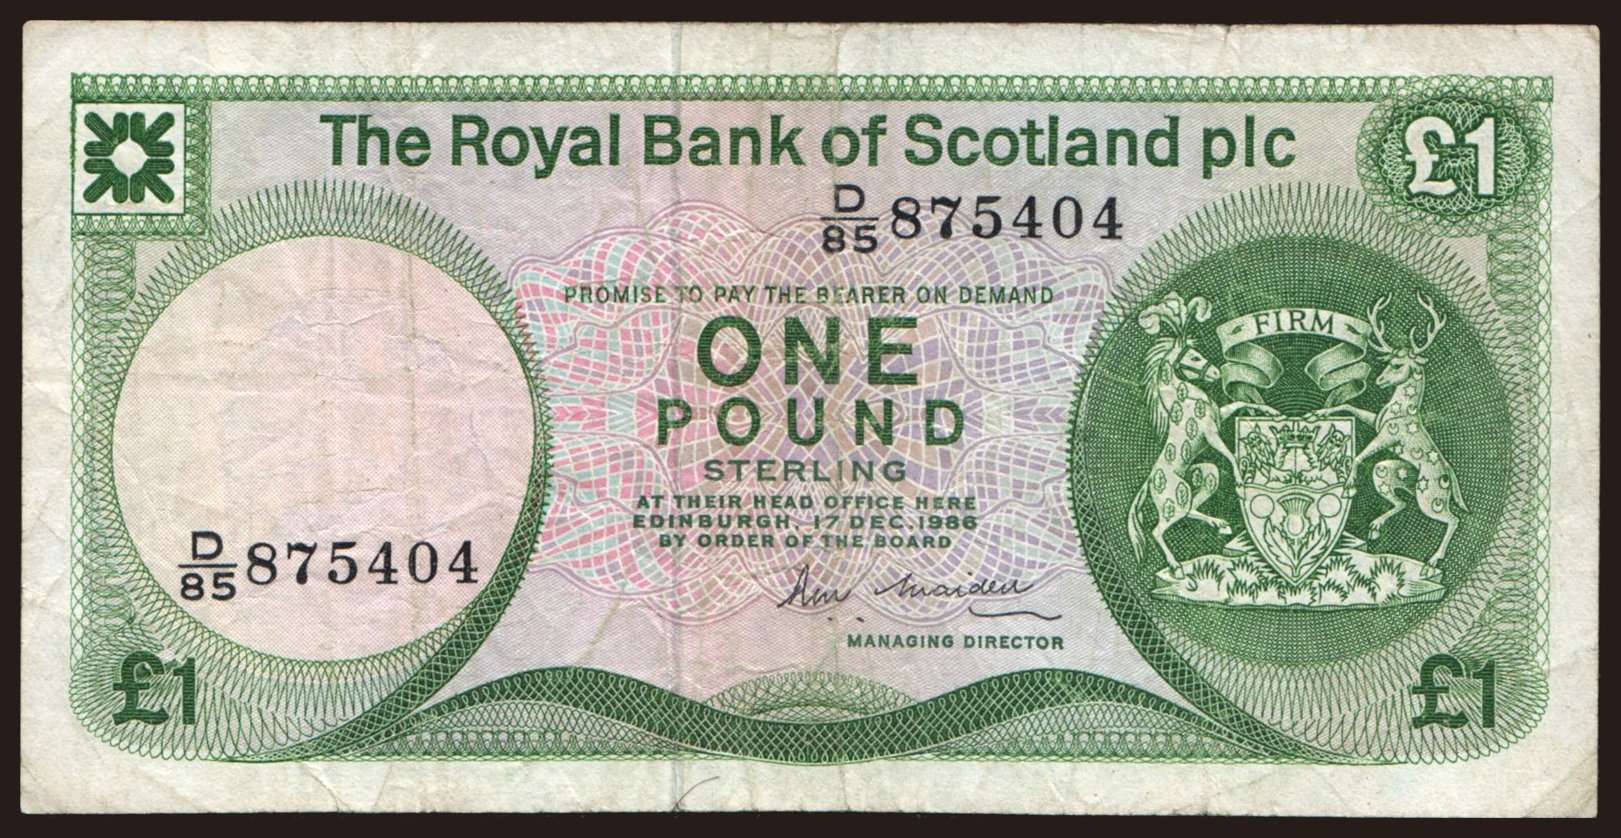 The Royal Bank of Scotland plc
£1
D/85 875404
PROMISE TO PAY THE BEARER ON DEMAND
ONE
POUND
STERLING
AT THEIR HEAD OFFICE HERE
EDINBURGH, 17 DEC. 1986
BY ORDER OF THE BOARD
MANAGING DIRECTOR
FIRM
D/85 875404
£1
£1